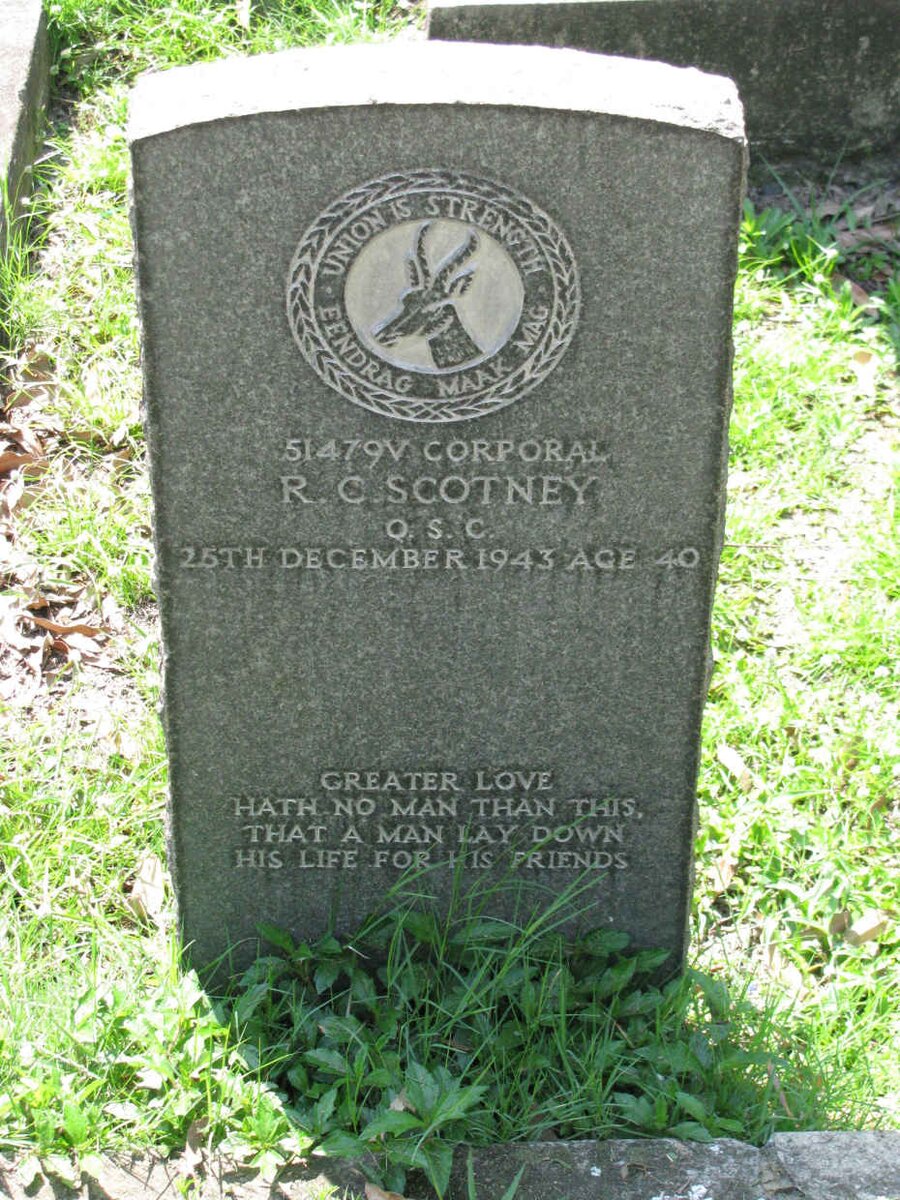 UNION IS STRENGTH
EENDRAG MAAK MAG
51479V CORPORAL
R. C. SCOTNEY
Q. S. C.
25TH DECEMBER 1943 AGE 40
GREATER LOVE
HATH NO MAN THAN THIS,
THAT A MAN LAY DOWN
HIS LIFE FOR HIS FRIENDS